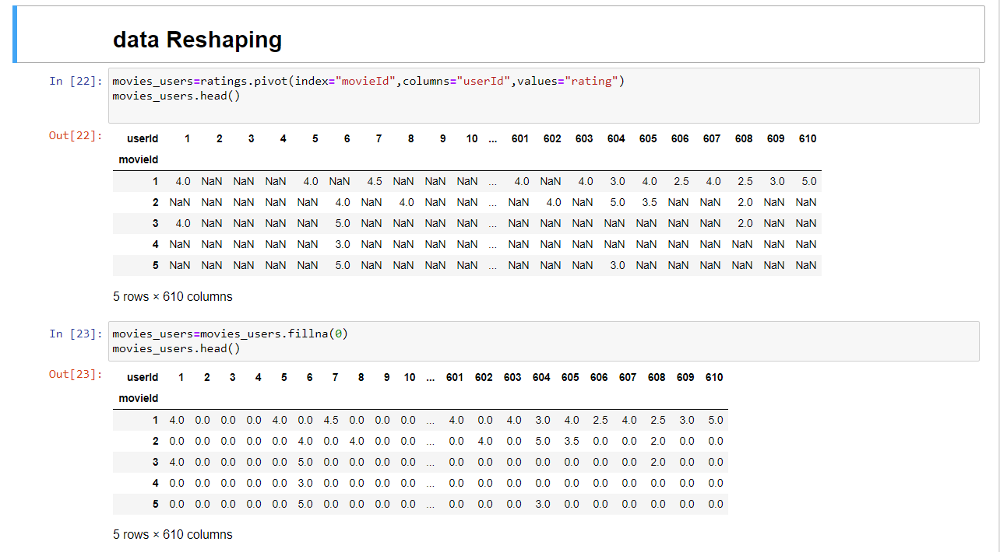 data Reshaping
In [22]: movies_users=ratings.pivot(index="movieId",columns="userId",values="rating")
movies_users.head()
Out[22]: userId 1 2 3 4 5 6 7 8 9 10 ... 601 602 603 604 605 606 607 608 609 610
movieId
1 4.0 NaN NaN NaN 4.0 NaN 4.5 NaN NaN NaN ... 4.0 NaN 4.0 3.0 4.0 2.5 4.0 2.5 3.0 5.0
2 NaN NaN NaN NaN NaN 4.0 NaN 4.0 NaN NaN ... NaN 4.0 NaN 5.0 3.5 NaN NaN 2.0 NaN NaN
3 4.0 NaN NaN NaN NaN 5.0 NaN NaN NaN NaN ... NaN NaN NaN NaN NaN NaN NaN 2.0 NaN NaN
4 NaN NaN NaN NaN NaN 3.0 NaN NaN NaN NaN ... NaN NaN NaN NaN NaN NaN NaN NaN NaN NaN
5 NaN NaN NaN NaN NaN 5.0 NaN NaN NaN NaN ... NaN NaN NaN 3.0 NaN NaN NaN NaN NaN NaN
5 rows × 610 columns
In [23]: movies_users=movies_users.fillna(0)
movies_users.head()
Out[23]: userId 1 2 3 4 5 6 7 8 9 10 ... 601 602 603 604 605 606 607 608 609 610
movieId
1 4.0 0.0 0.0 0.0 4.0 0.0 4.5 0.0 0.0 0.0 ... 4.0 0.0 4.0 3.0 4.0 2.5 4.0 2.5 3.0 5.0
2 0.0 0.0 0.0 0.0 0.0 4.0 0.0 4.0 0.0 0.0 ... 0.0 4.0 0.0 5.0 3.5 0.0 0.0 2.0 0.0 0.0
3 4.0 0.0 0.0 0.0 0.0 5.0 0.0 0.0 0.0 0.0 ... 0.0 0.0 0.0 0.0 0.0 0.0 0.0 2.0 0.0 0.0
4 0.0 0.0 0.0 0.0 0.0 3.0 0.0 0.0 0.0 0.0 ... 0.0 0.0 0.0 0.0 0.0 0.0 0.0 0.0 0.0 0.0
5 0.0 0.0 0.0 0.0 0.0 5.0 0.0 0.0 0.0 0.0 ... 0.0 0.0 0.0 3.0 0.0 0.0 0.0 0.0 0.0 0.0
5 rows × 610 columns